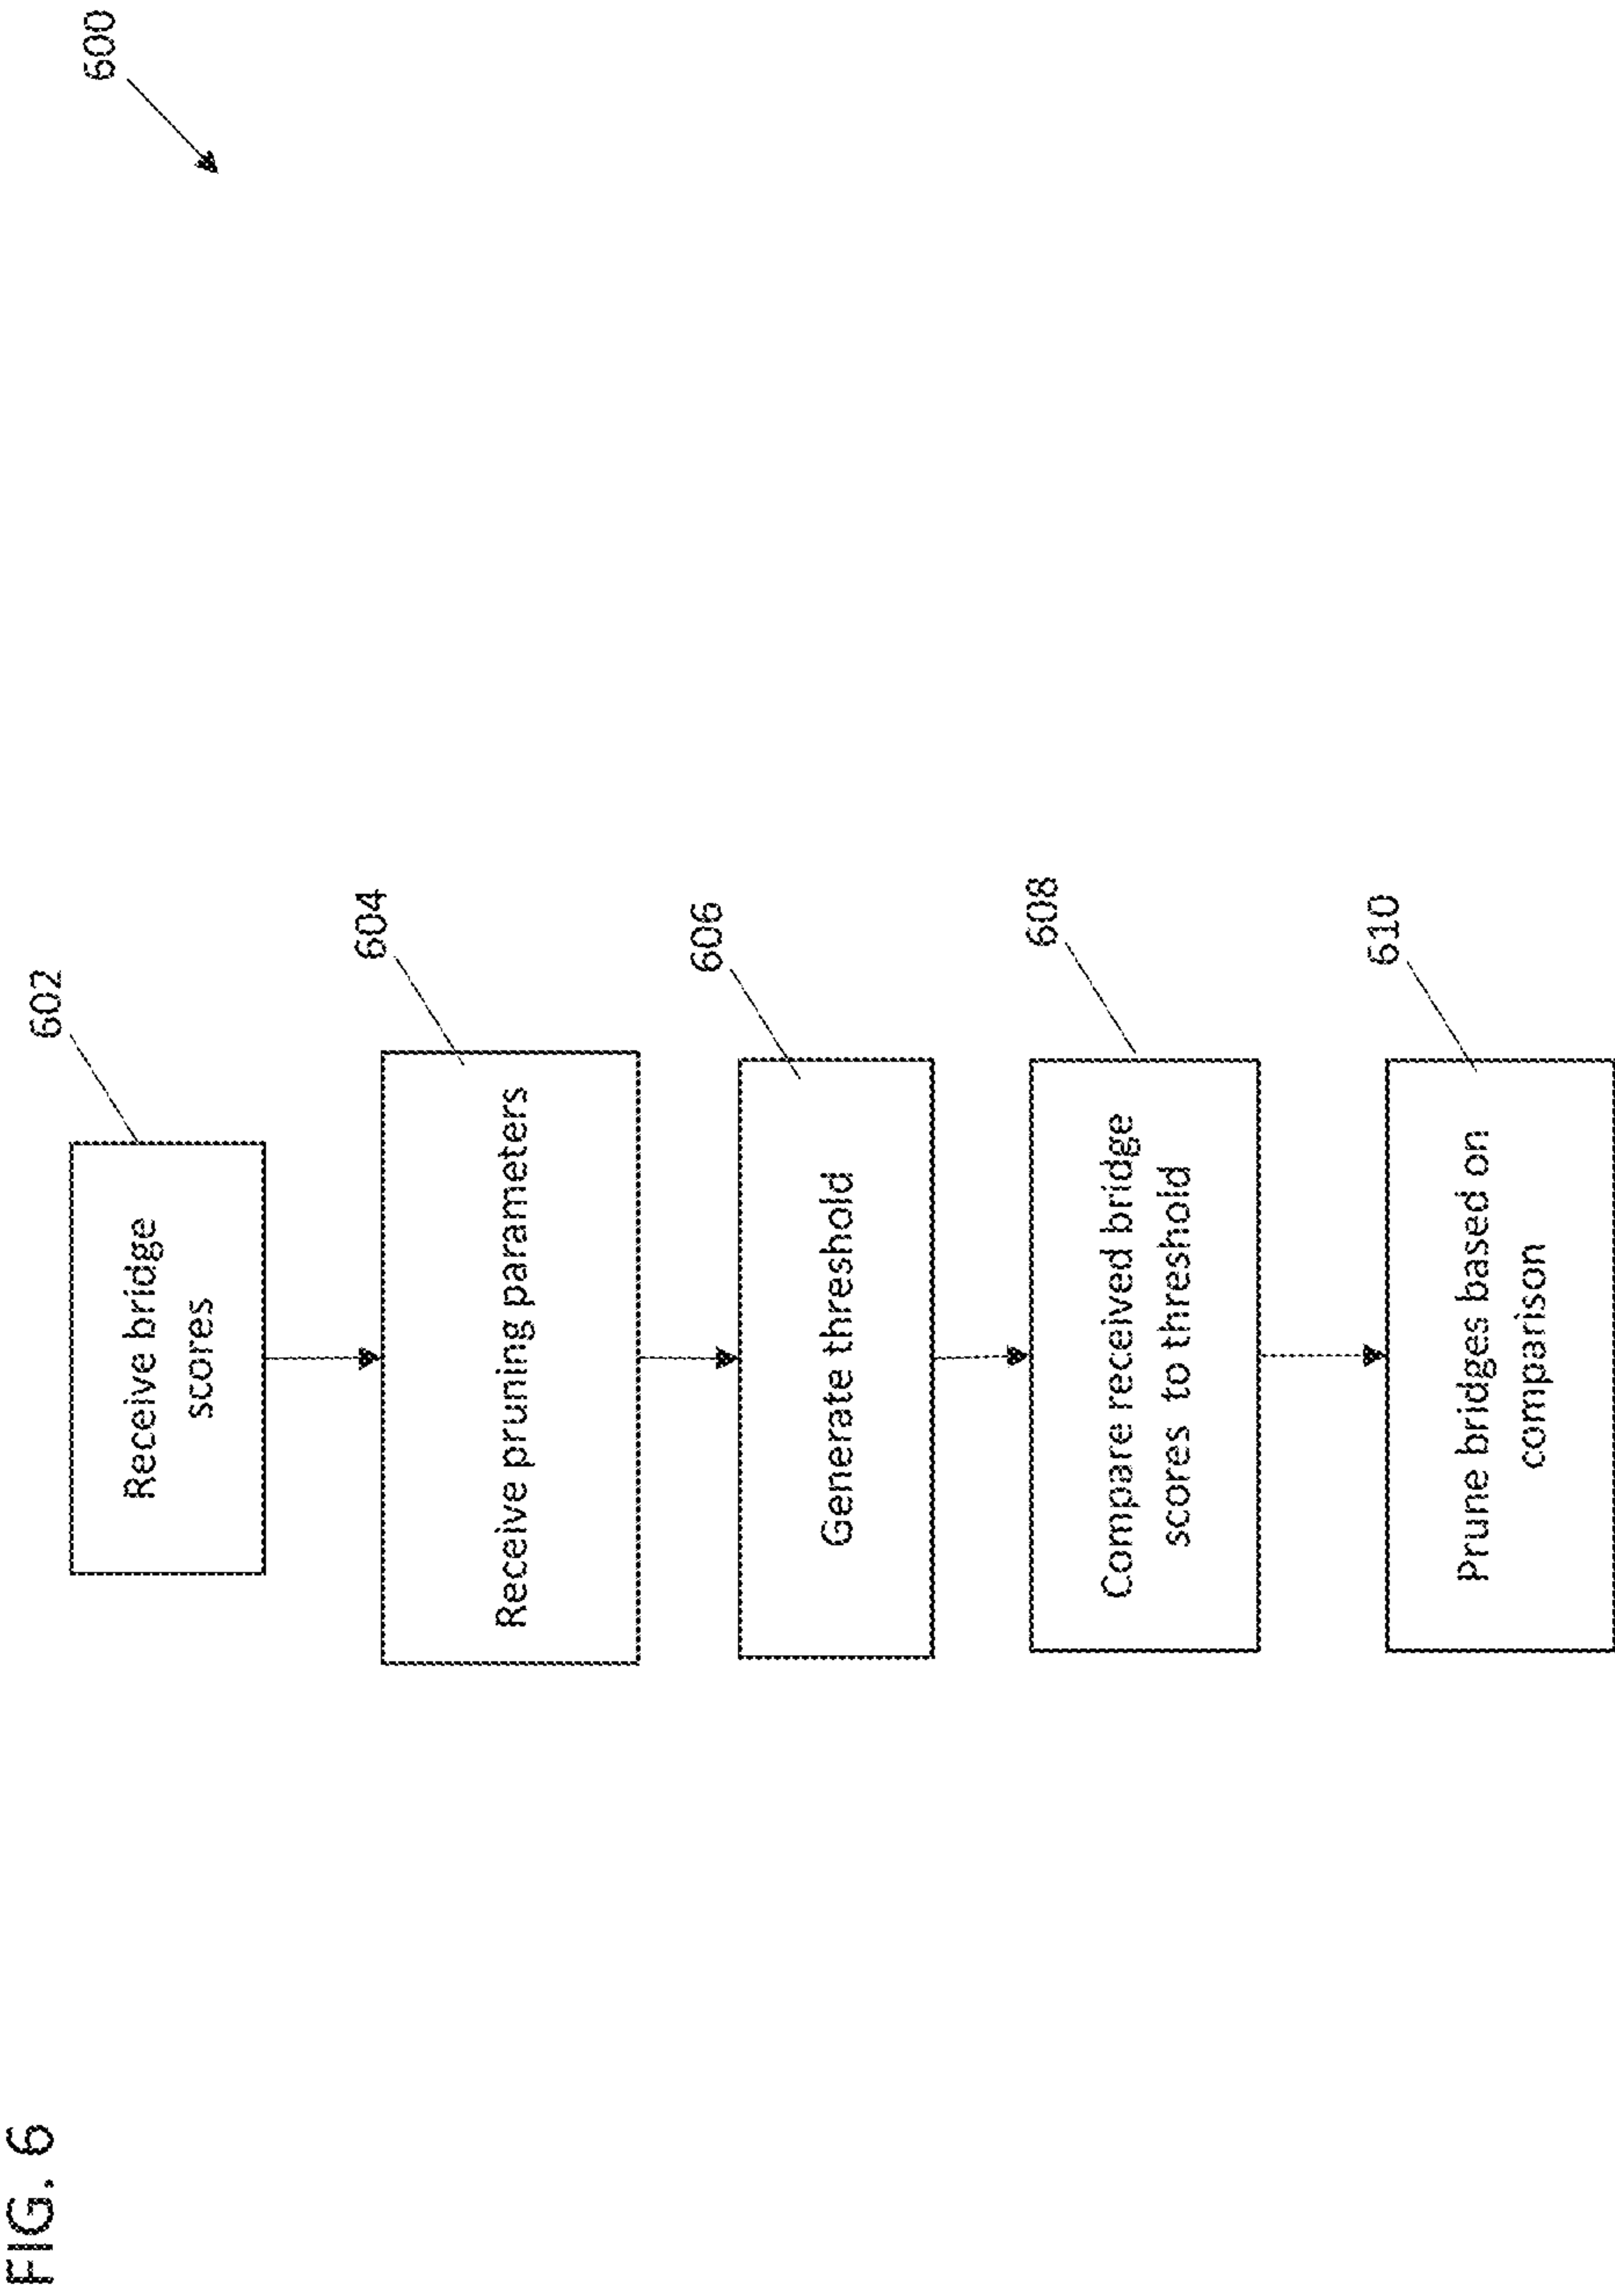 FIG. 6
600
602
Receive bridge
scores
604
Receive pruning parameters
606
Generate threshold
608
Compare received bridge
scores to threshold
610
Prune bridges based on
comparison